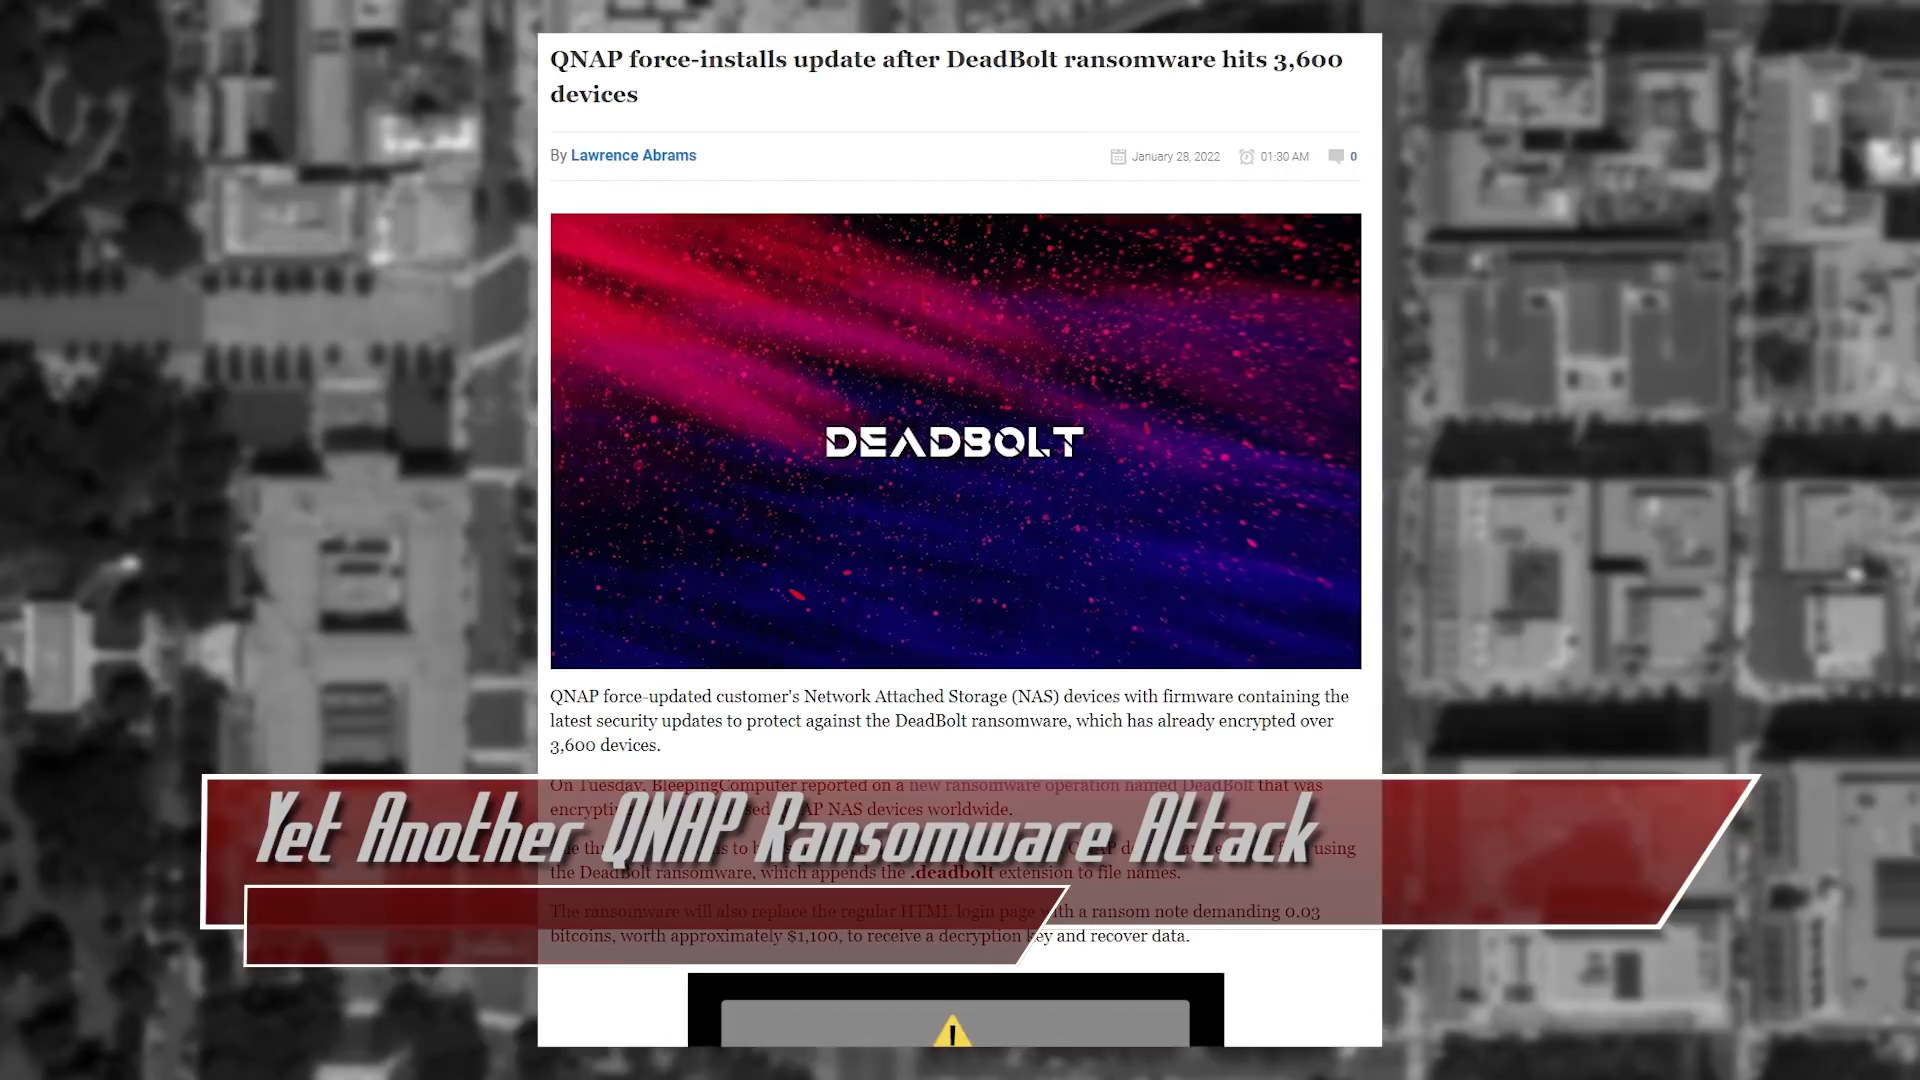 QNAP force-installs update after DeadBolt ransomware hits 3,600
devices
By Lawrence Abrams
January 28, 2022
01:30 AM
0
DEADBOLT
QNAP force-updated customer's Network Attached Storage (NAS) devices with firmware containing the
latest security updates to protect against the DeadBolt ransomware, which has already encrypted over
3,600 devices.
On Tuesday, BleepingComputer reported on a new ransomware operation named DeadBolt that was
NAS devices worldwide.
Yet Another QNAP Ransomware Attack
using
the DeadBolt ransomware, which appends the .deadbolt extension to file names.
The ransomware will also replace the regular HTML login page with a ransom note demanding 0.03
bitcoins, worth approximately $1,100, to receive a decryption key and recover data.